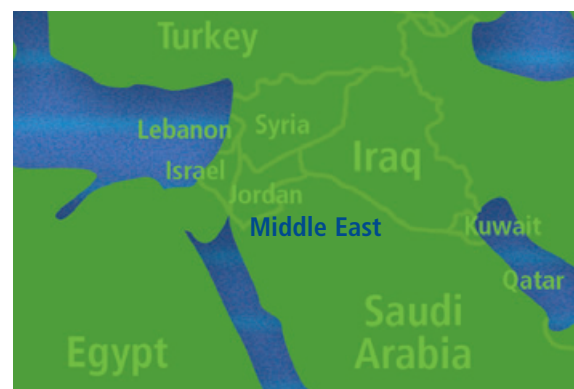 Turkey
Lebanon
Syria
Iraq
Israel
Jordan
Middle East
Kuwait
Qatar
Saudi
Arabia
Egypt